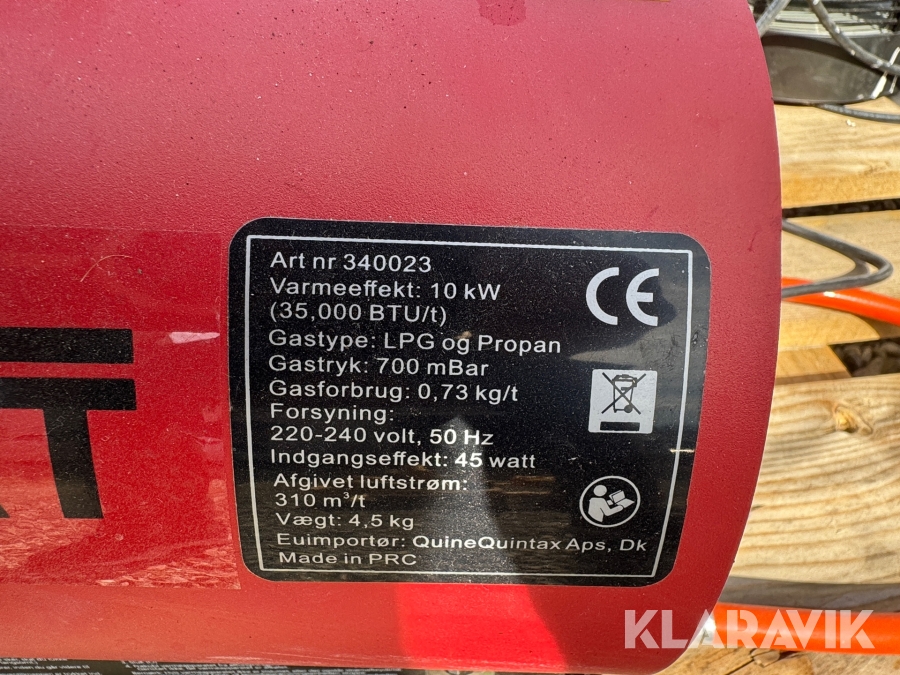 Art nr 340023
Varmeeffekt: 10 kW
(35,000 BTU/t)
Gastype: LPG og Propan
Gastryk: 700 mBar
Gasforbrug: 0,73 kg/t
Forsyning:
220-240 volt, 50 Hz
Indgangseffekt: 45 watt
Afgivet luftstrøm:
310 m³/t
Vægt: 4,5 kg
Euimportør: QuineQuintax Aps, Dk
Made in PRC
CE
T
KLARAVIK